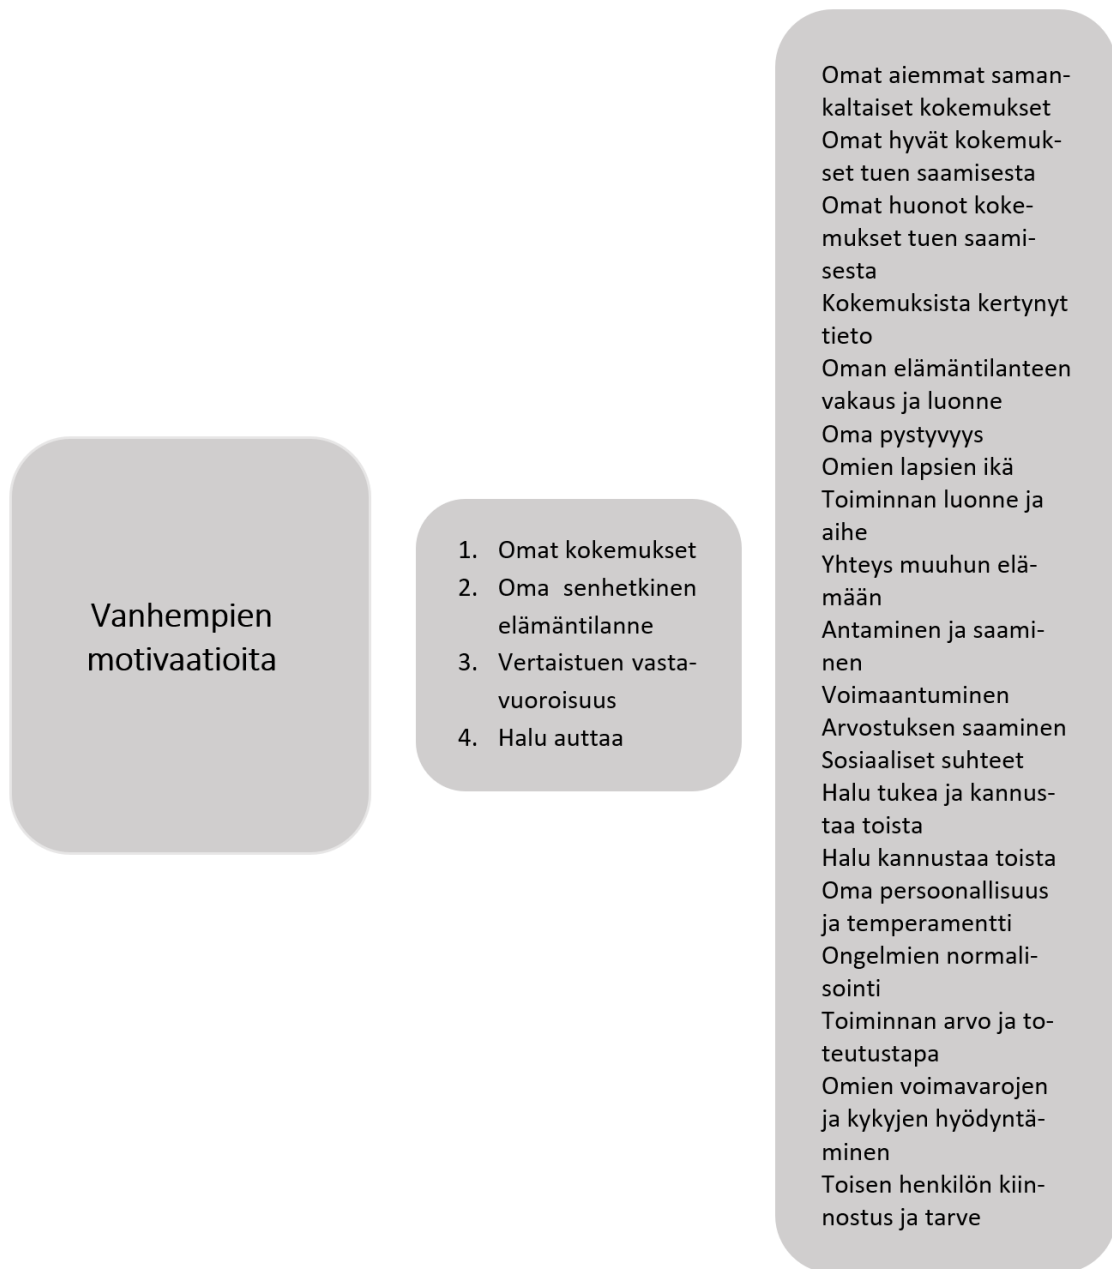 Vanhempien
motivaatioita
1. Omat kokemukset
2. Oma senhetkinen
elämäntilanne
3. Vertaistuen vasta-
vuoroisuus
4. Halu auttaa
Omat aiemmat saman-
kaltaiset kokemukset
Omat hyvät kokemuk-
set tuen saamisesta
Omat huonot koke-
mukset tuen saami-
sesta
Kokemuksista kertynyt
tieto
Oman elämäntilanteen
vakaus ja luonne
Oma pystyvyys
Omien lapsien ikä
Toiminnan luonne ja
aihe
Yhteys muuhun elä-
mään
Antaminen ja saami-
nen
Voimaantuminen
Arvostuksen saaminen
Sosiaaliset suhteet
Halu tukea ja kannus-
taa toista
Halu kannustaa toista
Oma persoonallisuus
ja temperamentti
Ongelmien normali-
sointi
Toiminnan arvo ja to-
teutustapa
Omien voimavarojen
ja kykyjen hyödyntä-
minen
Toisen henkilön kiin-
nostus ja tarve